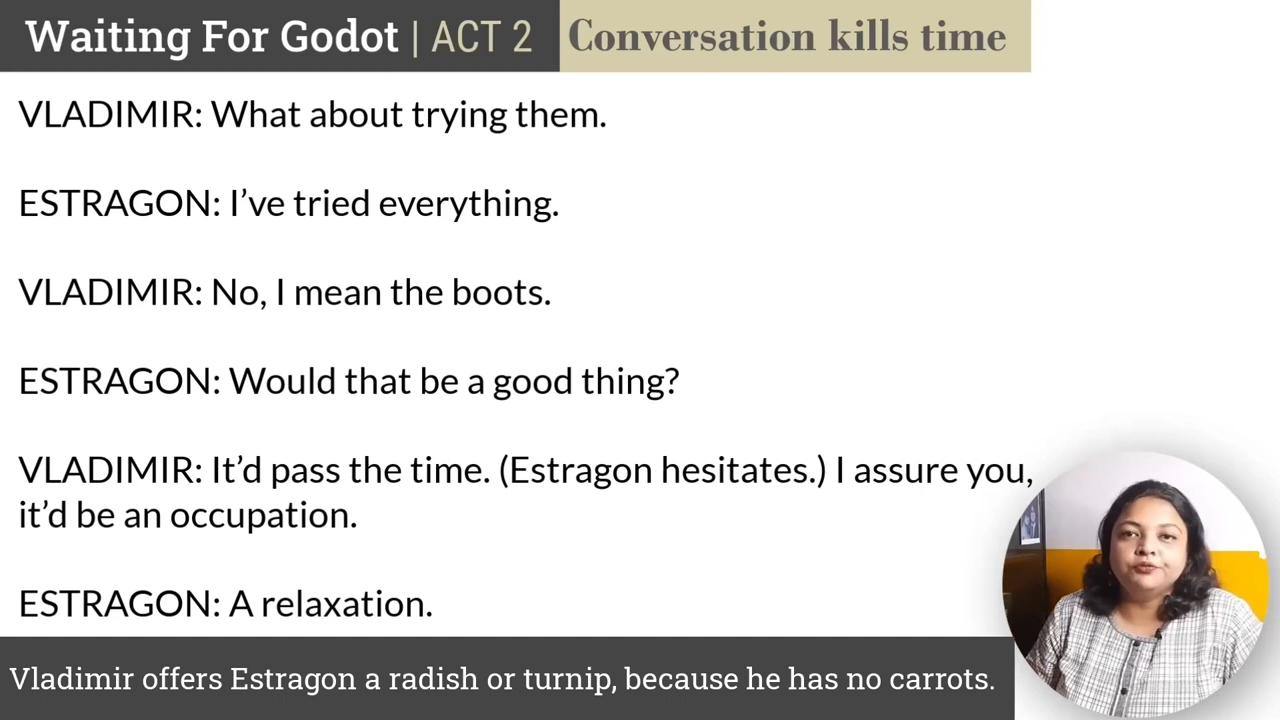 Waiting For Godot | ACT 2 Conversation kills time
VLADIMIR: What about trying them.
ESTRAGON: I’ve tried everything.
VLADIMIR: No, I mean the boots.
ESTRAGON: Would that be a good thing?
VLADIMIR: It’d pass the time. (Estragon hesitates.) I assure you,
it’d be an occupation.
ESTRAGON: A relaxation.
Vladimir offers Estragon a radish or turnip, because he has no carrots.